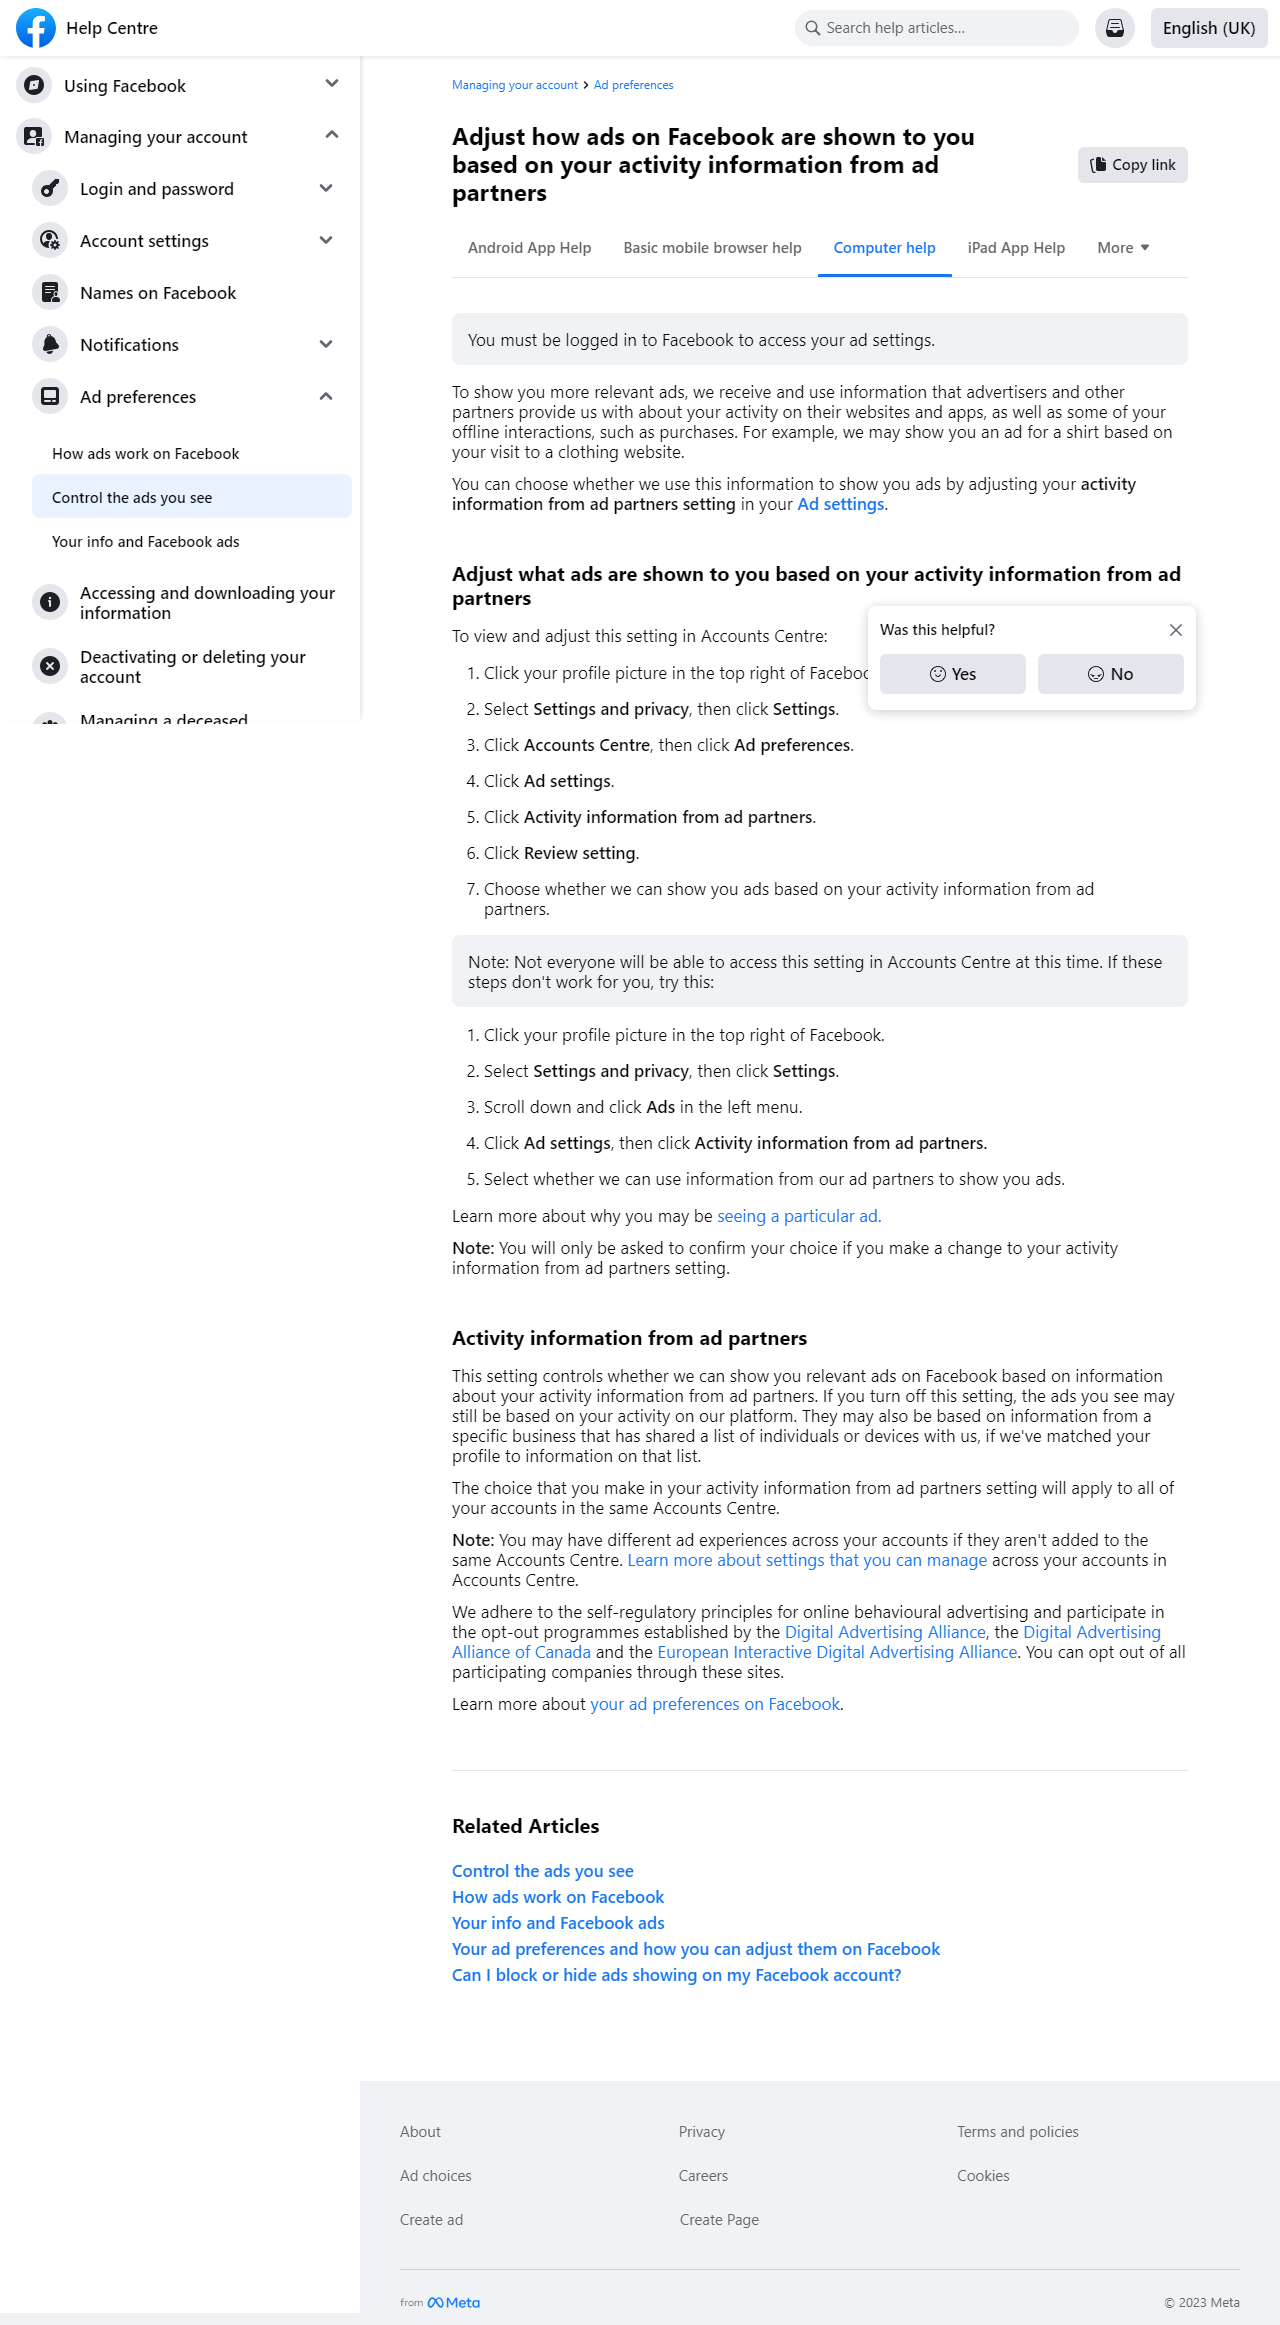 Help Centre
Search help articles...
English (UK)
Using Facebook
Managing your account
Login and password
Account settings
Names on Facebook
Notifications
Ad preferences
How ads work on Facebook
Control the ads you see
Your info and Facebook ads
Accessing and downloading your
information
Deactivating or deleting your
account
Managing a deceased
Managing your account
Ad preferences
Adjust how ads on Facebook are shown to you
based on your activity information from ad
partners
Copy link
Android App Help
Basic mobile browser help
Computer help
iPad App Help
More
You must be logged in to Facebook to access your ad settings.
To show you more relevant ads, we receive and use information that advertisers and other
partners provide us with about your activity on their websites and apps, as well as some of your
offline interactions, such as purchases. For example, we may show you an ad for a shirt based on
your visit to a clothing website.
You can choose whether we use this information to show you ads by adjusting your activity
information from ad partners setting in your Ad settings.
Adjust what ads are shown to you based on your activity information from ad
partners
To view and adjust this setting in Accounts Centre:
1. Click your profile picture in the top right of
2. Select Settings and privacy, then click Settings.
3. Click Accounts Centre, then click Ad preferences.
4. Click Ad settings.
5. Click Activity information from ad partners.
6. Click Review setting.
7. Choose whether we can show you ads based on your activity information from ad
partners.
Was this helpful?
Yes
No
Note: Not everyone will be able to access this setting in Accounts Centre at this time. If these
steps don't work for you, try this:
1. Click your profile picture in the top right of Facebook.
2. Select Settings and privacy, then click Settings.
3. Scroll down and click Ads in the left menu.
4. Click Ad settings, then click Activity information from ad partners.
5. Select whether we can use information from our ad partners to show you ads.
Learn more about why you may be seeing a particular ad.
Note: You will only be asked to confirm your choice if you make a change to your activity
information from ad partners setting.
Activity information from ad partners
This setting controls whether we can show you relevant ads on Facebook based on information
about your activity information from ad partners. If you turn off this setting, the ads you see may
still be based on your activity on our platform. They may also be based on information from a
specific business that has shared a list of individuals or devices with us, if we've matched your
profile to information on that list.
The choice that you make in your activity information from ad partners setting will apply to all of
your accounts in the same Accounts Centre.
Note: You may have different ad experiences across your accounts if they aren't added to the
same Accounts Centre. Learn more about settings that you can manage across your accounts in
Accounts Centre.
We adhere to the self-regulatory principles for online behavioural advertising and participate in
the opt-out programmes established by the Digital Advertising Alliance, the Digital Advertising
Alliance of Canada and the European Interactive Digital Advertising Alliance. You can opt out of all
participating companies through these sites.
Learn more about your ad preferences on Facebook.
Related Articles
Control the ads you see
How ads work on Facebook
Your info and Facebook ads
Your ad preferences and how you can adjust them on Facebook
Can I block or hide ads showing on my Facebook account?
About
Privacy
Terms and policies
Ad choices
Careers
Cookies
Create ad
Create Page
from Meta
© 2023 Meta